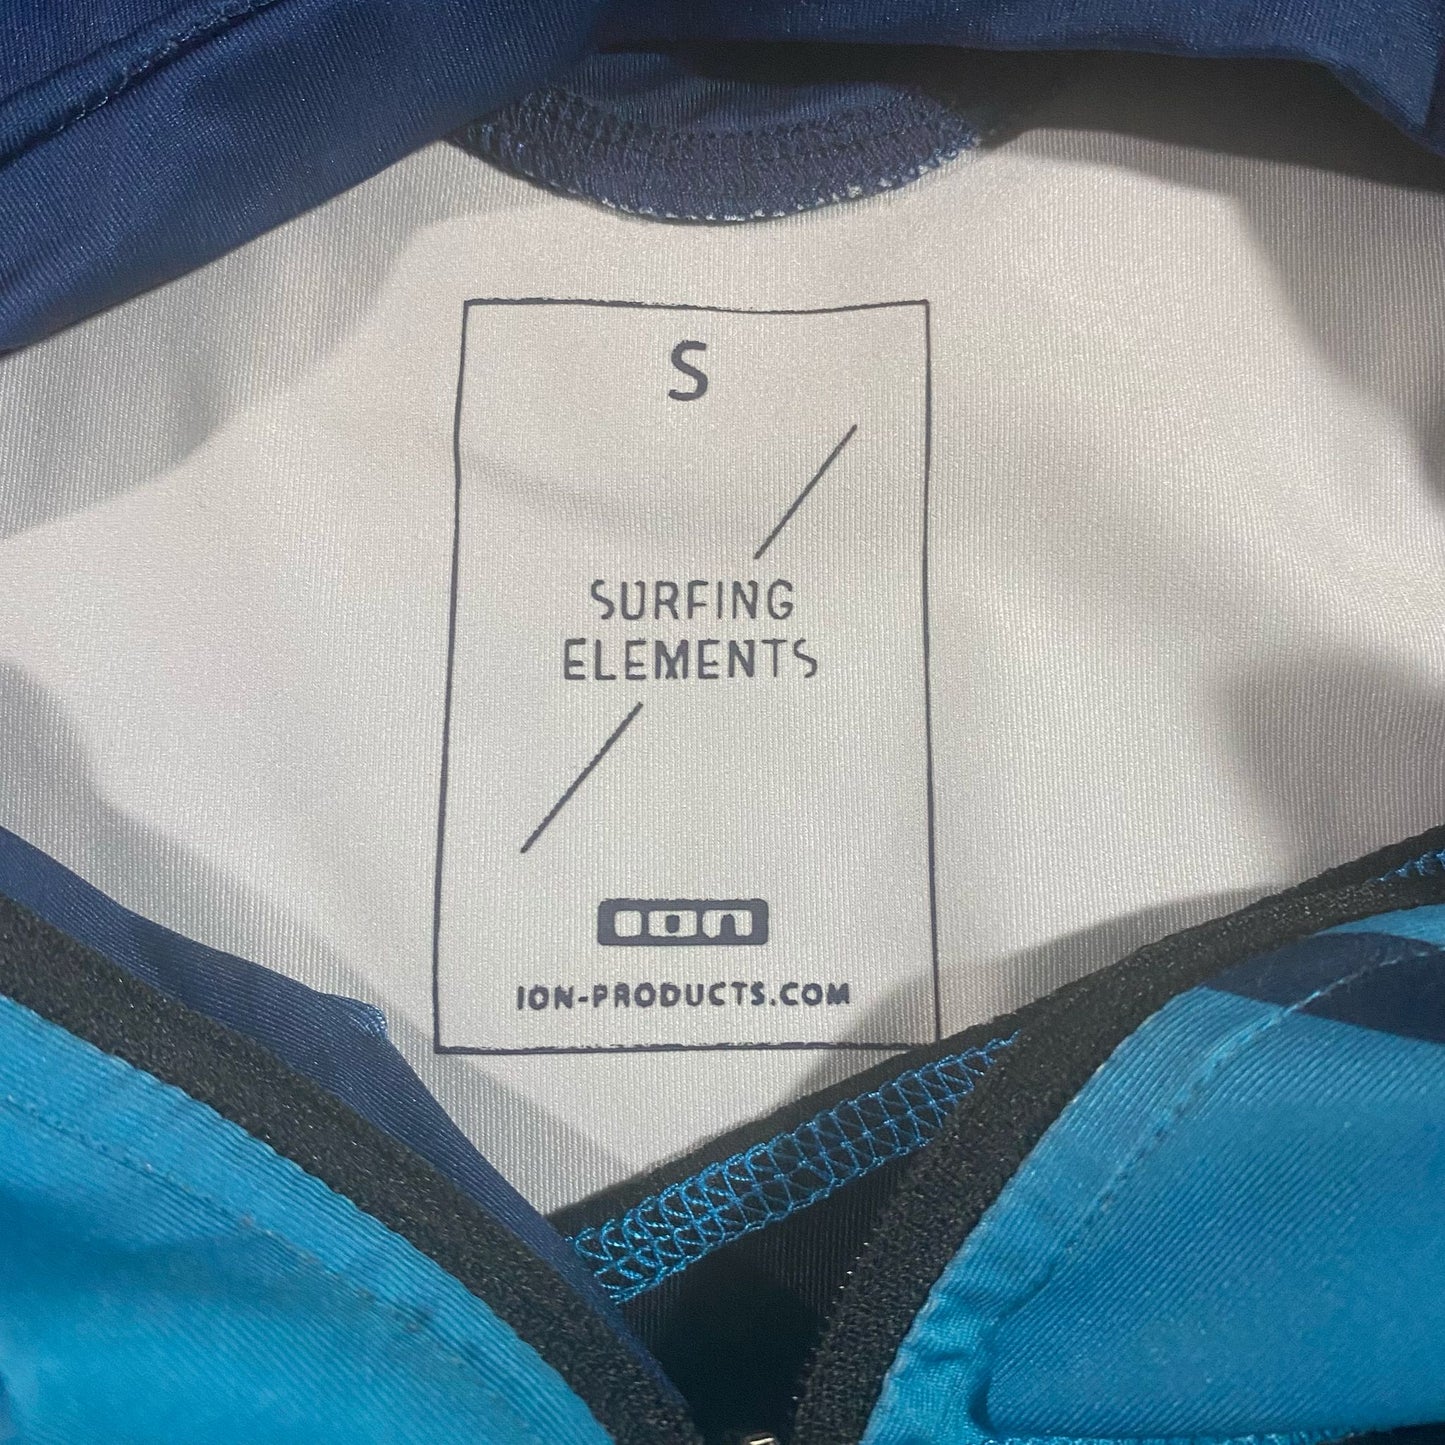 S
SURFING
ELEMENTS
ion
ION-PRODUCTS.COM